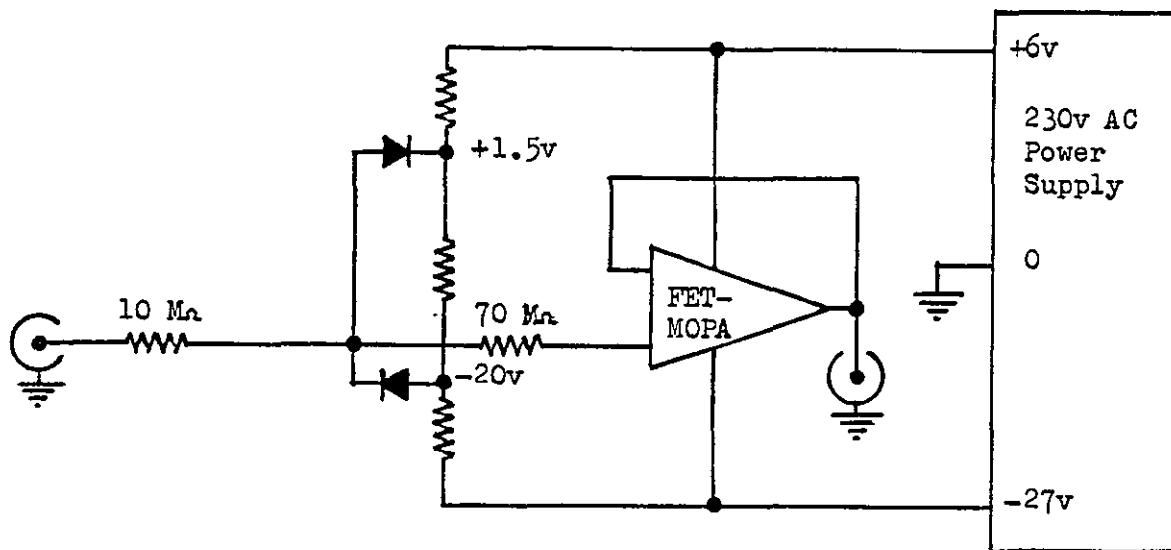 +6v
230v AC
Power
Supply
+1.5v
0
10 MΩ
70 MΩ
FET-
MOPA
-20v
-27v